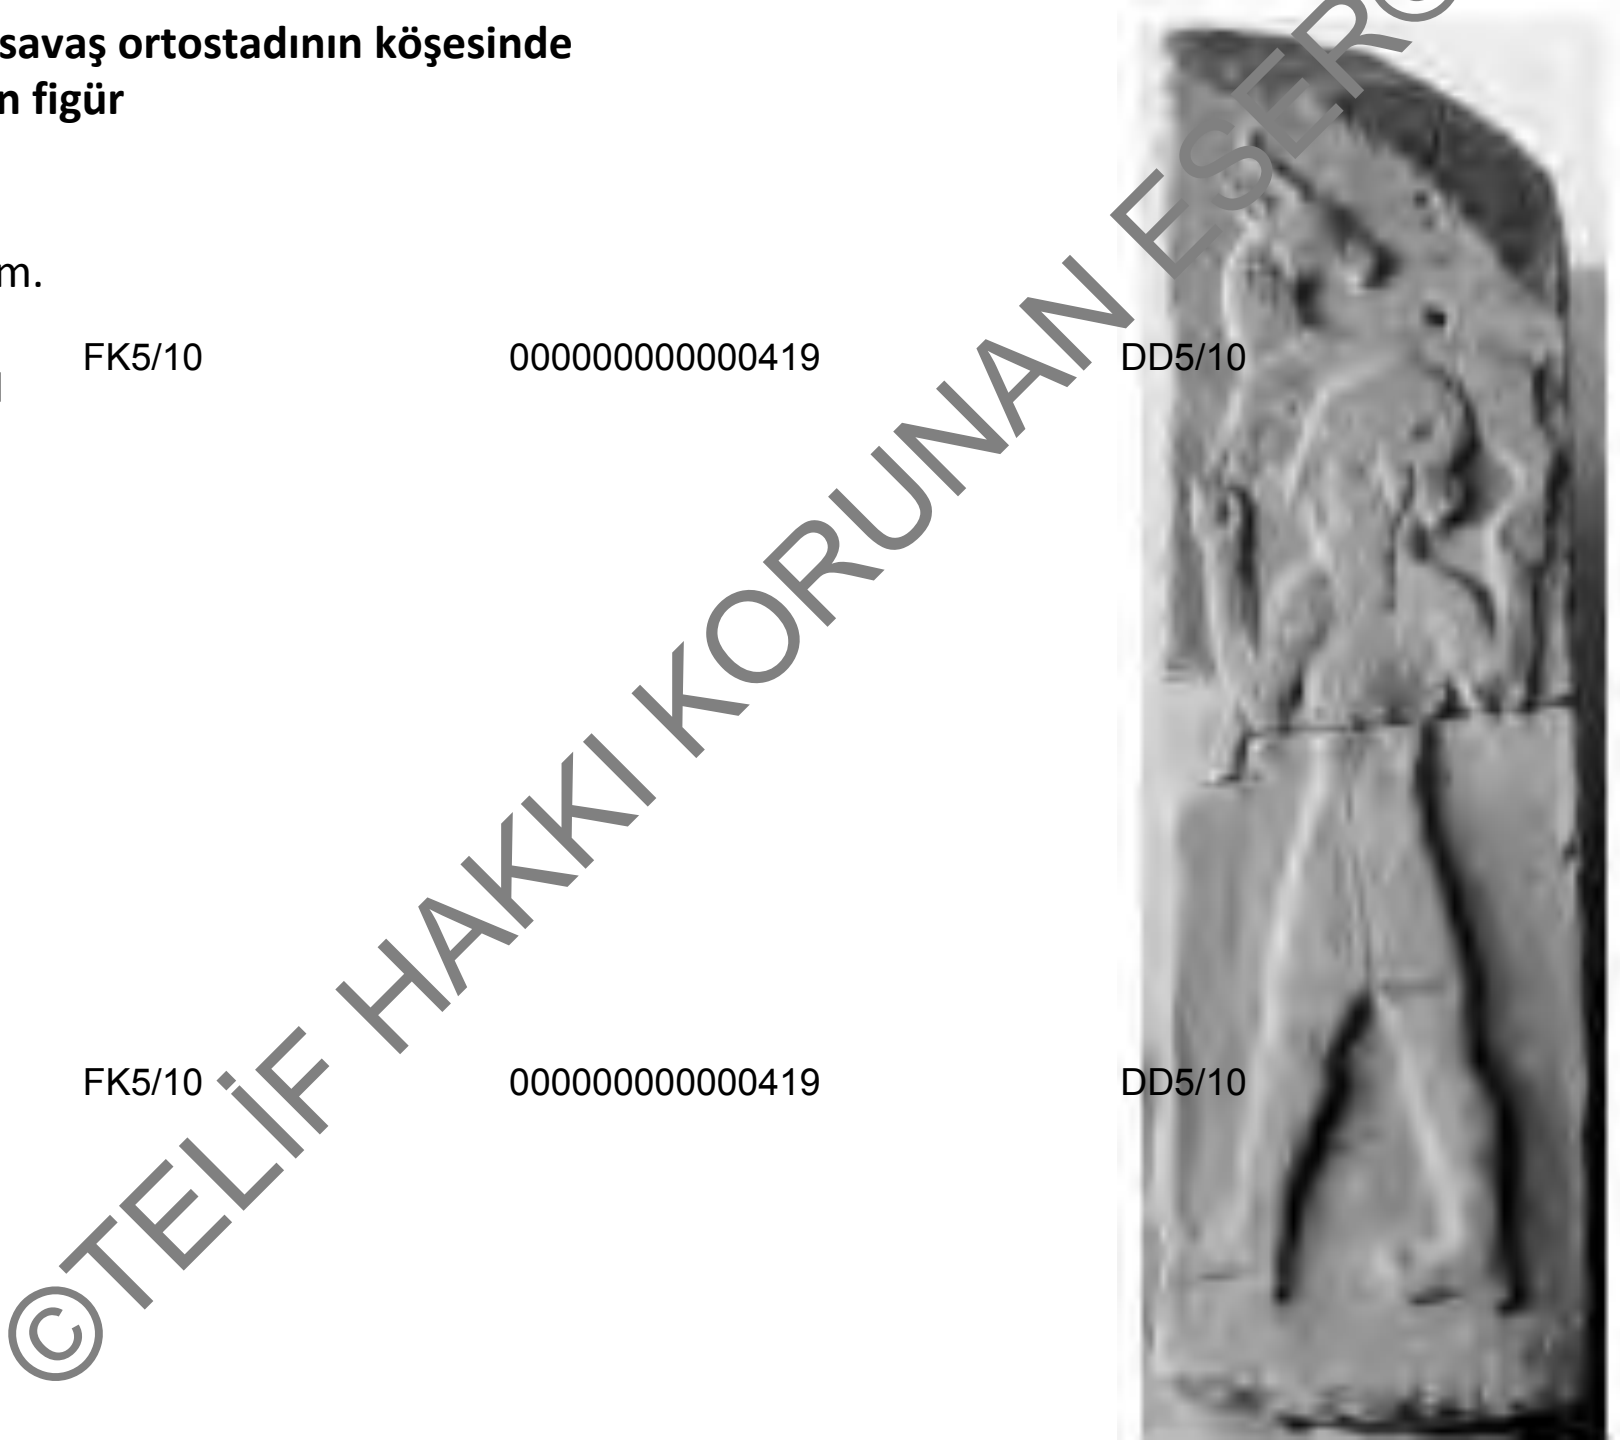 savaş ortostadının köşesinde
figür
m.
FK5/10 000000000000419 DD5/10
FK5/10 000000000000419 DD5/10
©TELİF HAKKI KORUNAN ESER©